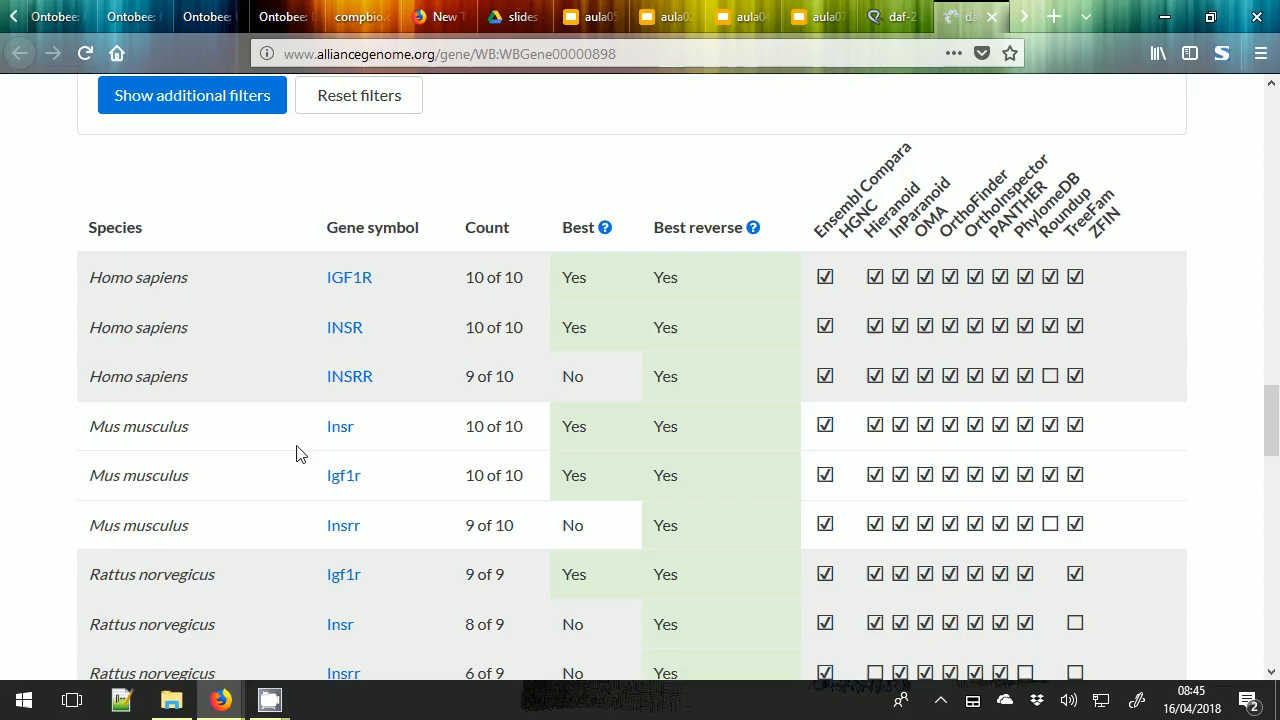 Ontobee:
Ontobee:
Ontobee: I
Ontobee:
compbio.
New T
slides
aula05
aula02
aula04
aula07
daf-2
da
www.alliancegenome.org/gene/WB:WBGene00000898
Show additional filters
Reset filters
Species Gene symbol Count Best Best reverse Ensembl Compara HGNC Hieranoid InParanoid OMA OrthoFinder OrthoInspector PANTHER PhylomeDB Roundup TreeFam ZFIN
Homo sapiens IGF1R 10 of 10 Yes Yes
Homo sapiens INSR 10 of 10 Yes Yes
Homo sapiens INSRR 9 of 10 No Yes
Mus musculus Insr 10 of 10 Yes Yes
Mus musculus Igf1r 10 of 10 Yes Yes
Mus musculus Insrr 9 of 10 No Yes
Rattus norvegicus Igf1r 9 of 9 Yes Yes
Rattus norvegicus Insr 8 of 9 No Yes
Rattus norvegicus Insrr 6 of 9 No Yes
08:45
16/04/2018
2